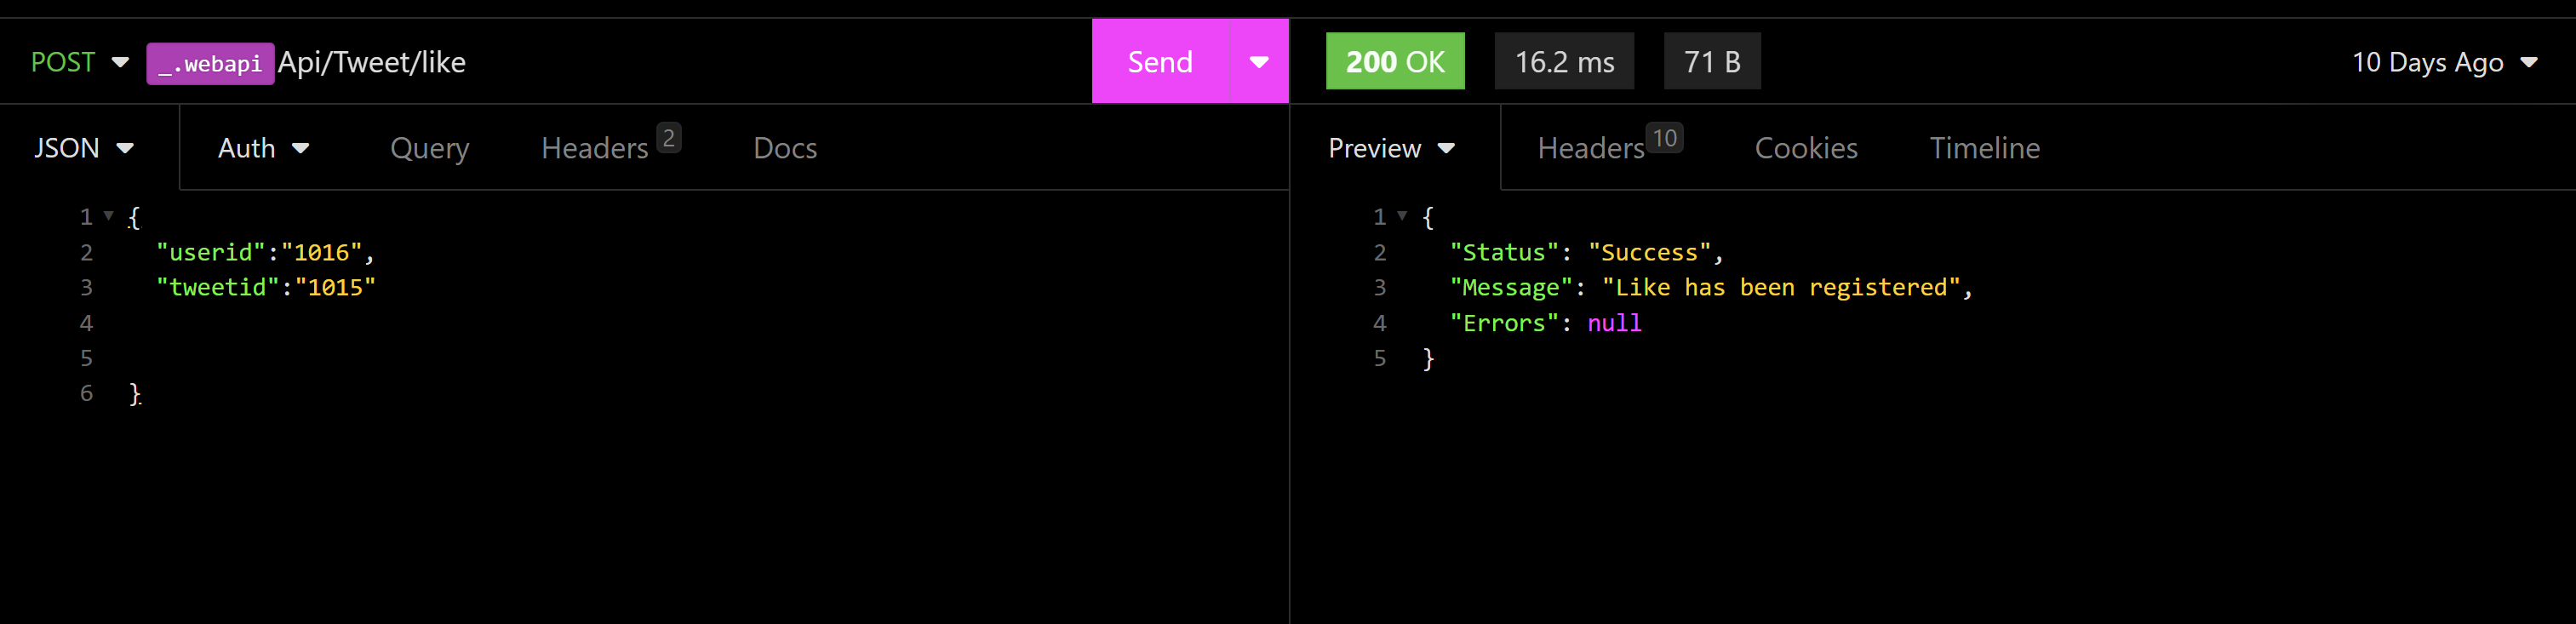 POST _.webapi Api/Tweet/like Send 200 OK 16.2 ms 71 B 10 Days Ago
JSON Auth Query Headers 2 Docs Preview Headers 10 Cookies Timeline
1 {
2 "userid":"1016",
3 "tweetid":"1015"
4
5
6 }
1 {
2 "Status": "Success",
3 "Message": "Like has been registered",
4 "Errors": null
5 }